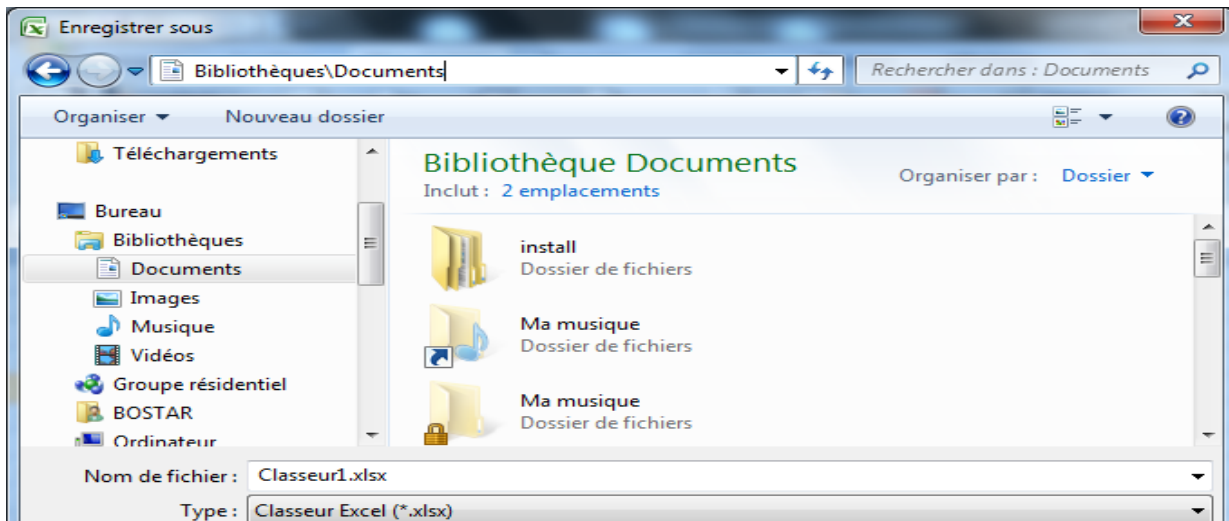 Enregistrer sous
Bibliothèques\Documents
Rechercher dans : Documents
Organiser
Nouveau dossier
Téléchargements
Bureau
Bibliothèques
Documents
Images
Musique
Vidéos
Groupe résidentiel
BOSTAR
Ordinateur
Bibliothèque Documents
Inclut : 2 emplacements
Organiser par : Dossier
install
Dossier de fichiers
Ma musique
Dossier de fichiers
Ma musique
Dossier de fichiers
Nom de fichier : Classeur1.xlsx
Type : Classeur Excel (*.xlsx)